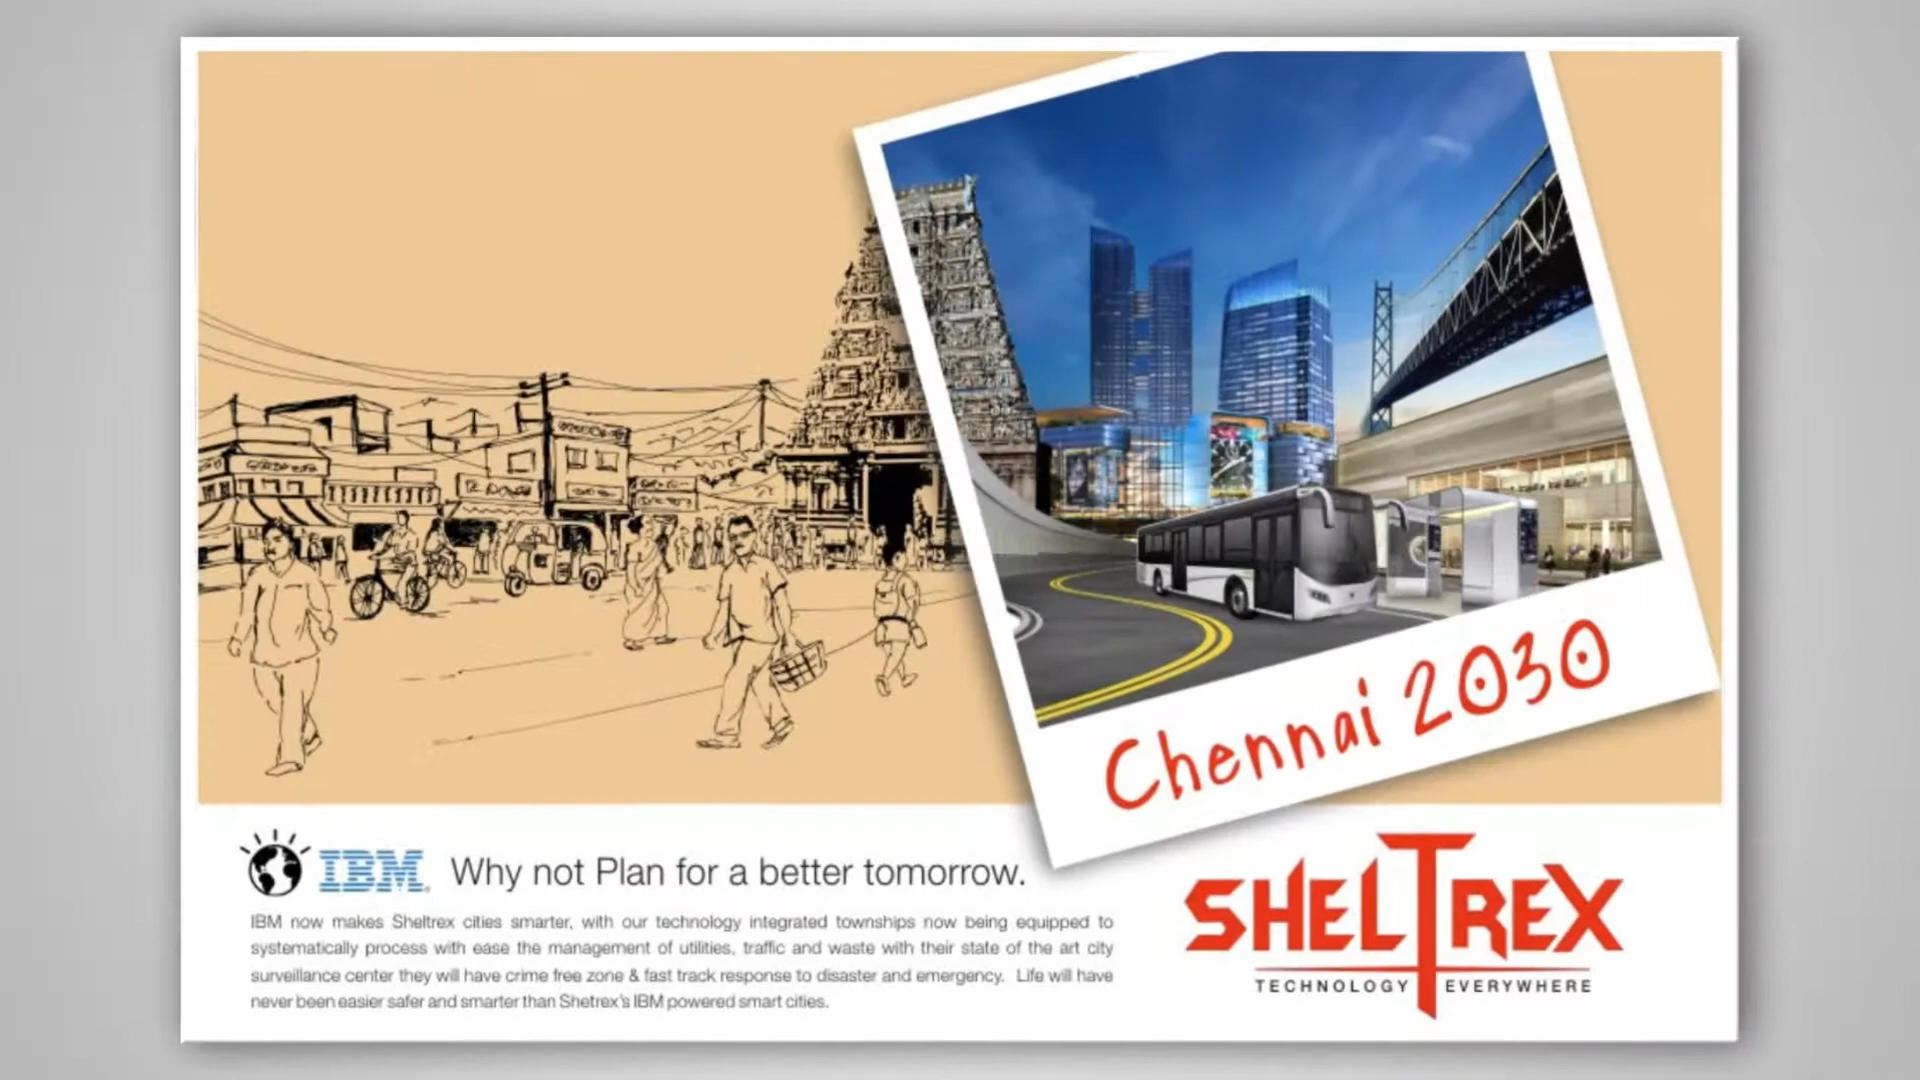 Chennai 2030
IBM Why not Plan for a better tomorrow.
IBM now makes Sheltrex cities smarter, with our technology integrated townships now being equipped to
systematically process with ease the management of utilities, traffic and waste with their state of the art city
surveillance center they will have crime free zone & fast track response to disaster and emergency. Life will have
never been easier safer and smarter than Shetrex's IBM powered smart cities.
SHELTREX
TECHNOLOGY EVERYWHERE